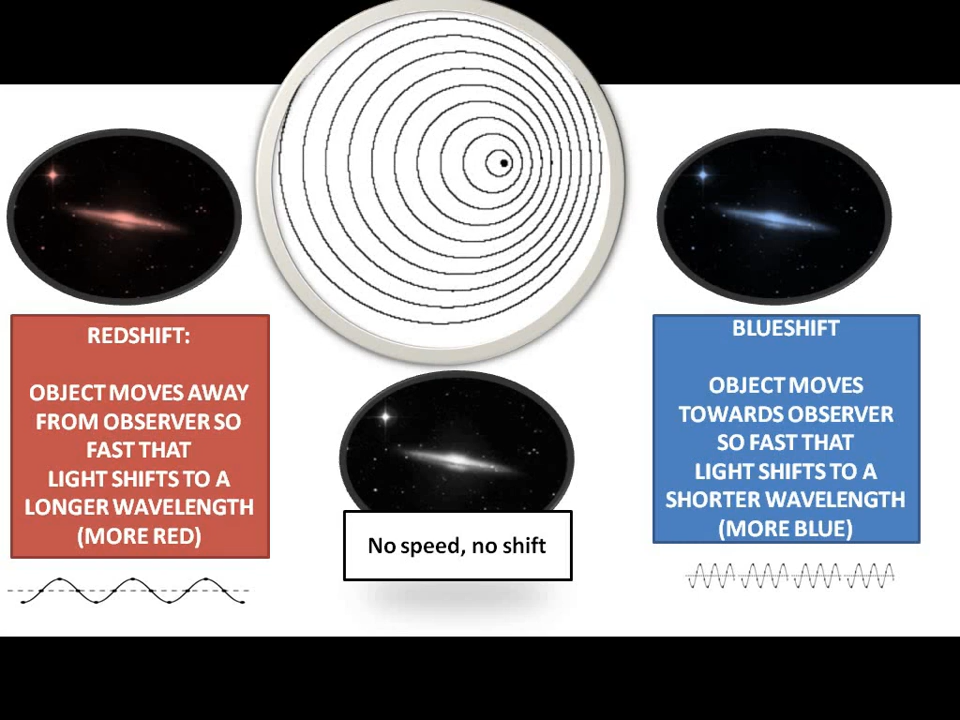 REDSHIFT:
OBJECT MOVES AWAY
FROM OBSERVER SO
FAST THAT
LIGHT SHIFTS TO A
LONGER WAVELENGTH
(MORE RED)
No speed, no shift
BLUESHIFT
OBJECT MOVES
TOWARDS OBSERVER
SO FAST THAT
LIGHT SHIFTS TO A
SHORTER WAVELENGTH
(MORE BLUE)